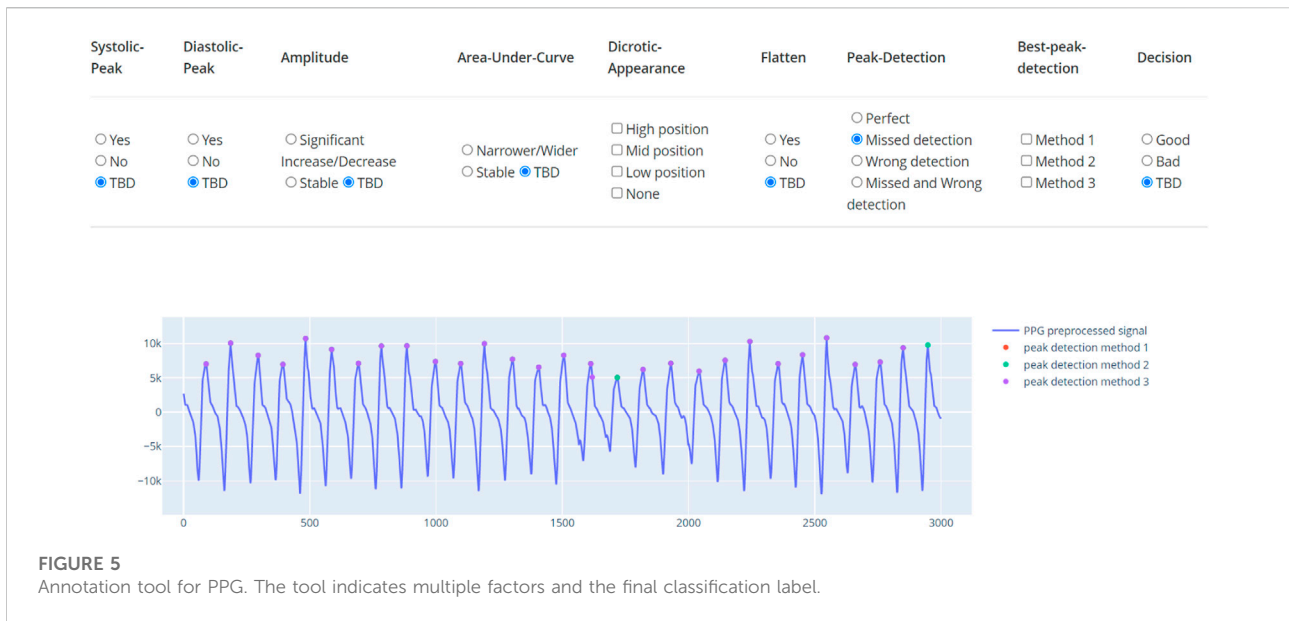 Systolic-
Peak
Diastolic-
Peak
Amplitude
Area-Under-Curve
Dicrotic-
Appearance
Flatten
Peak-Detection
Best-peak-
detection
Decision
Yes
No
TBD
Yes
No
TBD
Significant
Increase/Decrease
Stable TBD
Narrower/Wider
Stable TBD
High position
Mid position
Low position
None
Yes
No
TBD
Perfect
Missed detection
Wrong detection
Missed and Wrong
detection
Method 1
Method 2
Method 3
Good
Bad
TBD
10k
5k
0
−5k
−10k
0 500 1000 1500 2000 2500 3000
PPG preprocessed signal
peak detection method 1
peak detection method 2
peak detection method 3
FIGURE 5
Annotation tool for PPG. The tool indicates multiple factors and the final classification label.